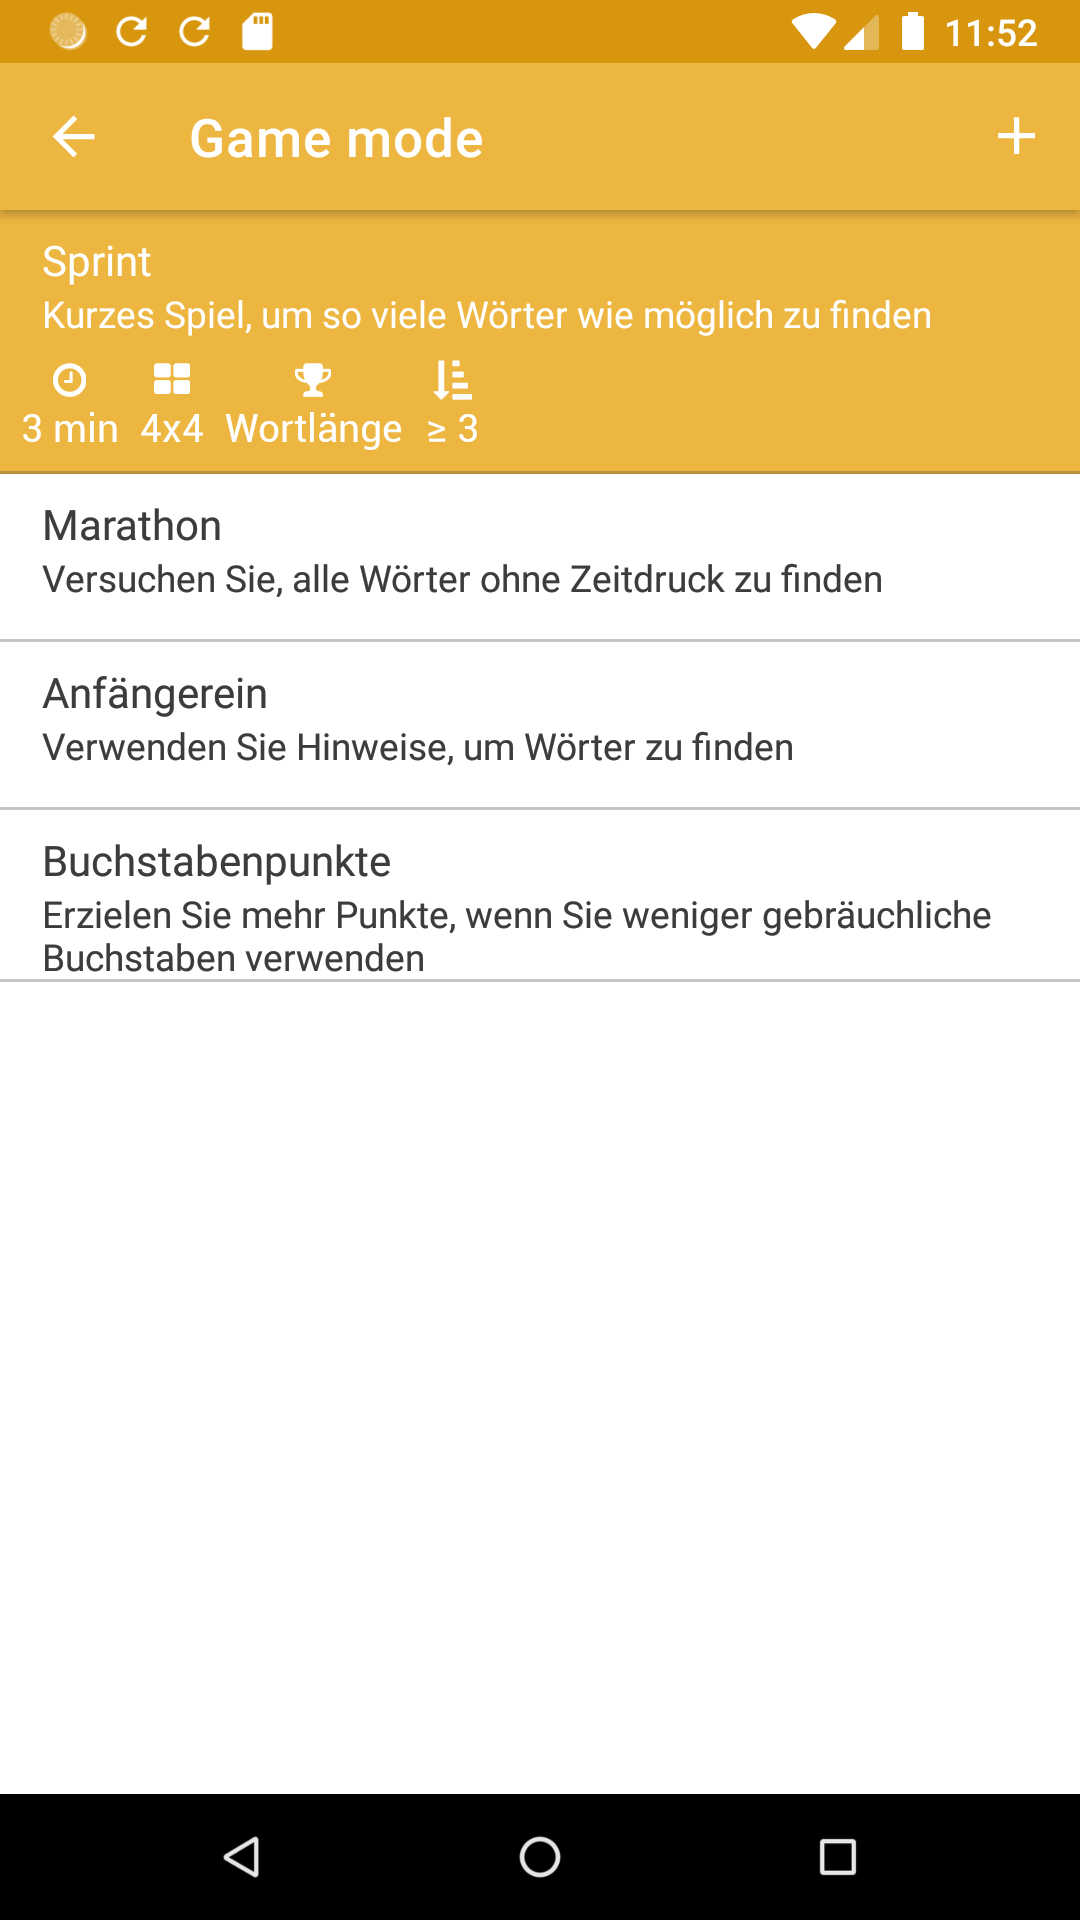 11:52
Game mode
Sprint
Kurzes Spiel, um so viele Wörter wie möglich zu finden
3 min 4x4 Wortlänge ≥ 3
Marathon
Versuchen Sie, alle Wörter ohne Zeitdruck zu finden
Anfängerein
Verwenden Sie Hinweise, um Wörter zu finden
Buchstabenpunkte
Erzielen Sie mehr Punkte, wenn Sie weniger gebräuchliche
Buchstaben verwenden